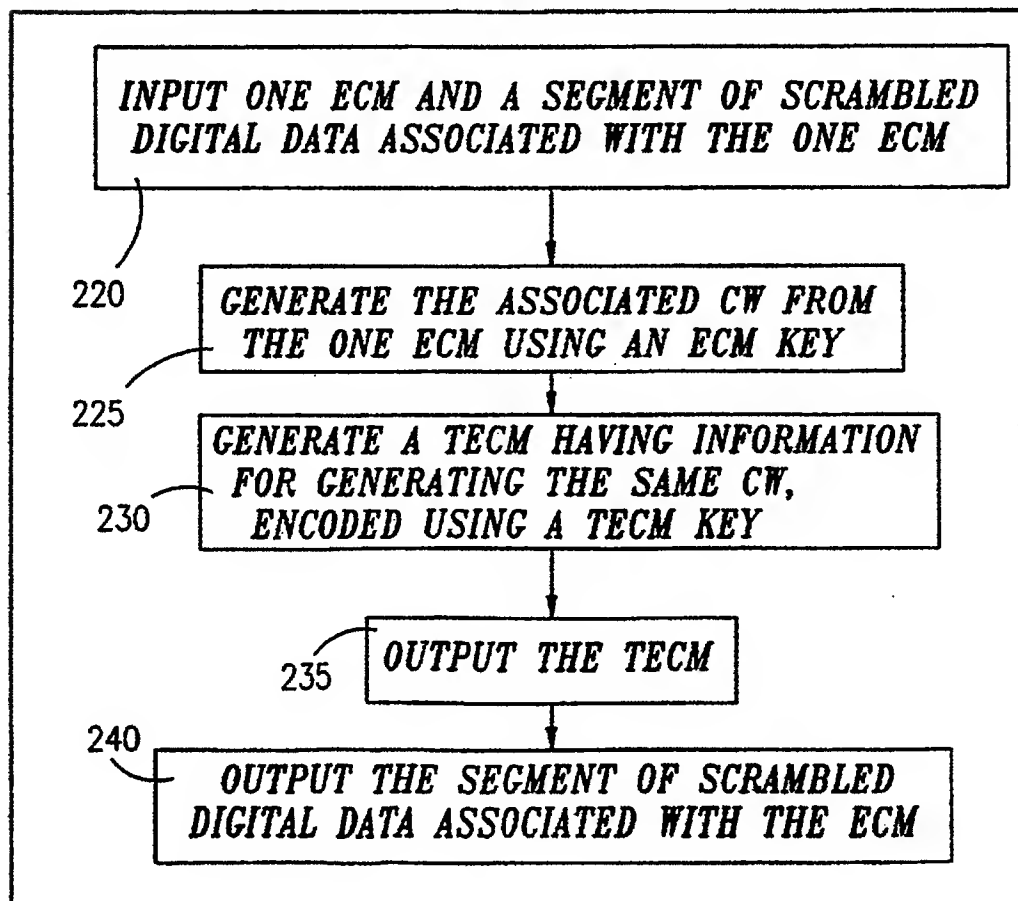 INPUT ONE ECM AND A SEGMENT OF SCRAMBLED
DIGITAL DATA ASSOCIATED WITH THE ONE ECM
220
GENERATE THE ASSOCIATED CW FROM
THE ONE ECM USING AN ECM KEY
225
GENERATE A TECM HAVING INFORMATION
FOR GENERATING THE SAME CW,
ENCODED USING A TECM KEY
230
OUTPUT THE TECM
235
240
OUTPUT THE SEGMENT OF SCRAMBLED
DIGITAL DATA ASSOCIATED WITH THE ECM